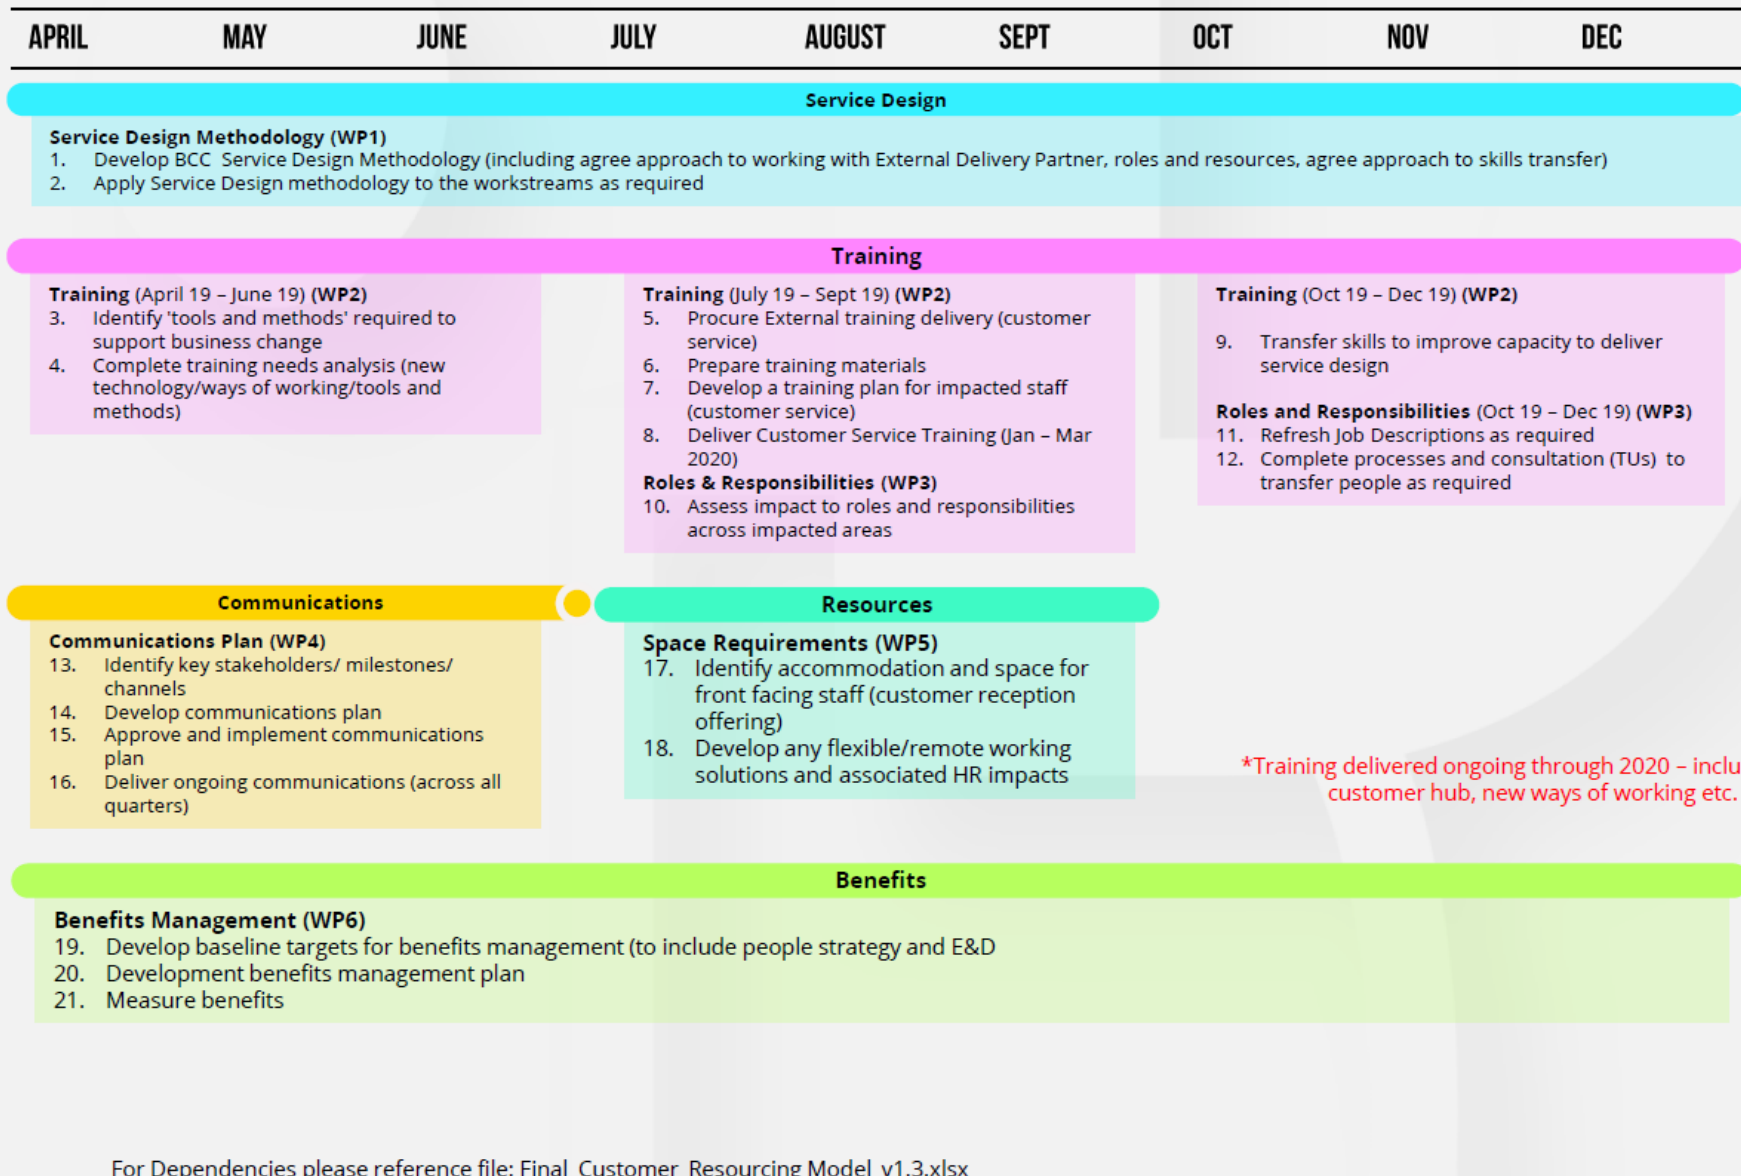 APRIL MAY JUNE JULY AUGUST SEPT OCT NOV DEC
Service Design
Service Design Methodology (WP1)
1. Develop BCC Service Design Methodology (including agree approach to working with External Delivery Partner, roles and resources, agree approach to skills transfer)
2. Apply Service Design methodology to the workstreams as required
Training
Training (April 19 – June 19) (WP2)
3. Identify 'tools and methods' required to
support business change
4. Complete training needs analysis (new
technology/ways of working/tools and
methods)
Training (July 19 – Sept 19) (WP2)
5. Procure External training delivery (customer
service)
6. Prepare training materials
7. Develop a training plan for impacted staff
(customer service)
8. Deliver Customer Service Training (Jan – Mar
2020)
Roles & Responsibilities (WP3)
10. Assess impact to roles and responsibilities
across impacted areas
Training (Oct 19 – Dec 19) (WP2)
9. Transfer skills to improve capacity to deliver
service design
Roles and Responsibilities (Oct 19 – Dec 19) (WP3)
11. Refresh Job Descriptions as required
12. Complete processes and consultation (TUs) to
transfer people as required
Communications
Communications Plan (WP4)
13. Identify key stakeholders/ milestones/
channels
14. Develop communications plan
15. Approve and implement communications
plan
16. Deliver ongoing communications (across all
quarters)
Resources
Space Requirements (WP5)
17. Identify accommodation and space for
front facing staff (customer reception
offering)
18. Develop any flexible/remote working
solutions and associated HR impacts
*Training delivered ongoing through 2020 – inclu
customer hub, new ways of working etc.
Benefits
Benefits Management (WP6)
19. Develop baseline targets for benefits management (to include people strategy and E&D
20. Development benefits management plan
21. Measure benefits
For Dependencies please reference file: Final_Customer_Resourcing Model_v1.3.xlsx